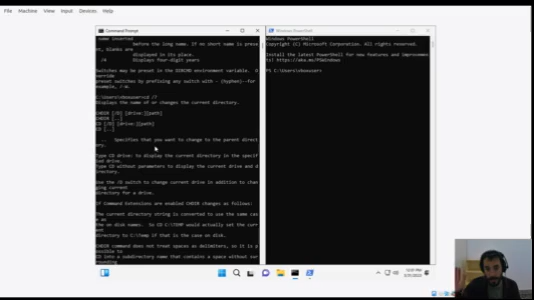 File Machine View Input Devices Help
Command Prompt
name inverted
before the long name. If no short name is pres
ent, blanks are
displayed in its place.
/4 Displays four-digit years
Switches may be preset in the DIRCMD environment variable. O
verride
preset switches by prefixing any switch with - (hyphen)--for
example, /-W.
cd /?
Displays the name of or changes the current directory.
CHDIR [/D] [drive:][path]
CHDIR [..]
CD [/D] [drive:][path]
CD [..]
.. Specifies that you want to change to the parent direct
ory.
Type CD drive: to display the current directory in the specif
ied drive.
Type CD without parameters to display the current drive and d
irectory.
Use the /D switch to change current drive in addition to chan
ging current
directory for a drive.
If Command Extensions are enabled CHDIR changes as follows:
The current directory string is converted to use the same cas
e as
the on disk names. So CD C:\TEMP would actually set the curr
ent
directory to C:\Temp if that is the case on disk.
CHDIR command does not treat spaces as delimiters, so it is p
ossible to
CD into a subdirectory name that contains a space without sur
rounding
Windows PowerShell
Windows PowerShell
Copyright (C) Microsoft Corporation. All rights reserved.
Install the latest PowerShell for new features and improvemen
ts! https://aka.ms/PSWindows